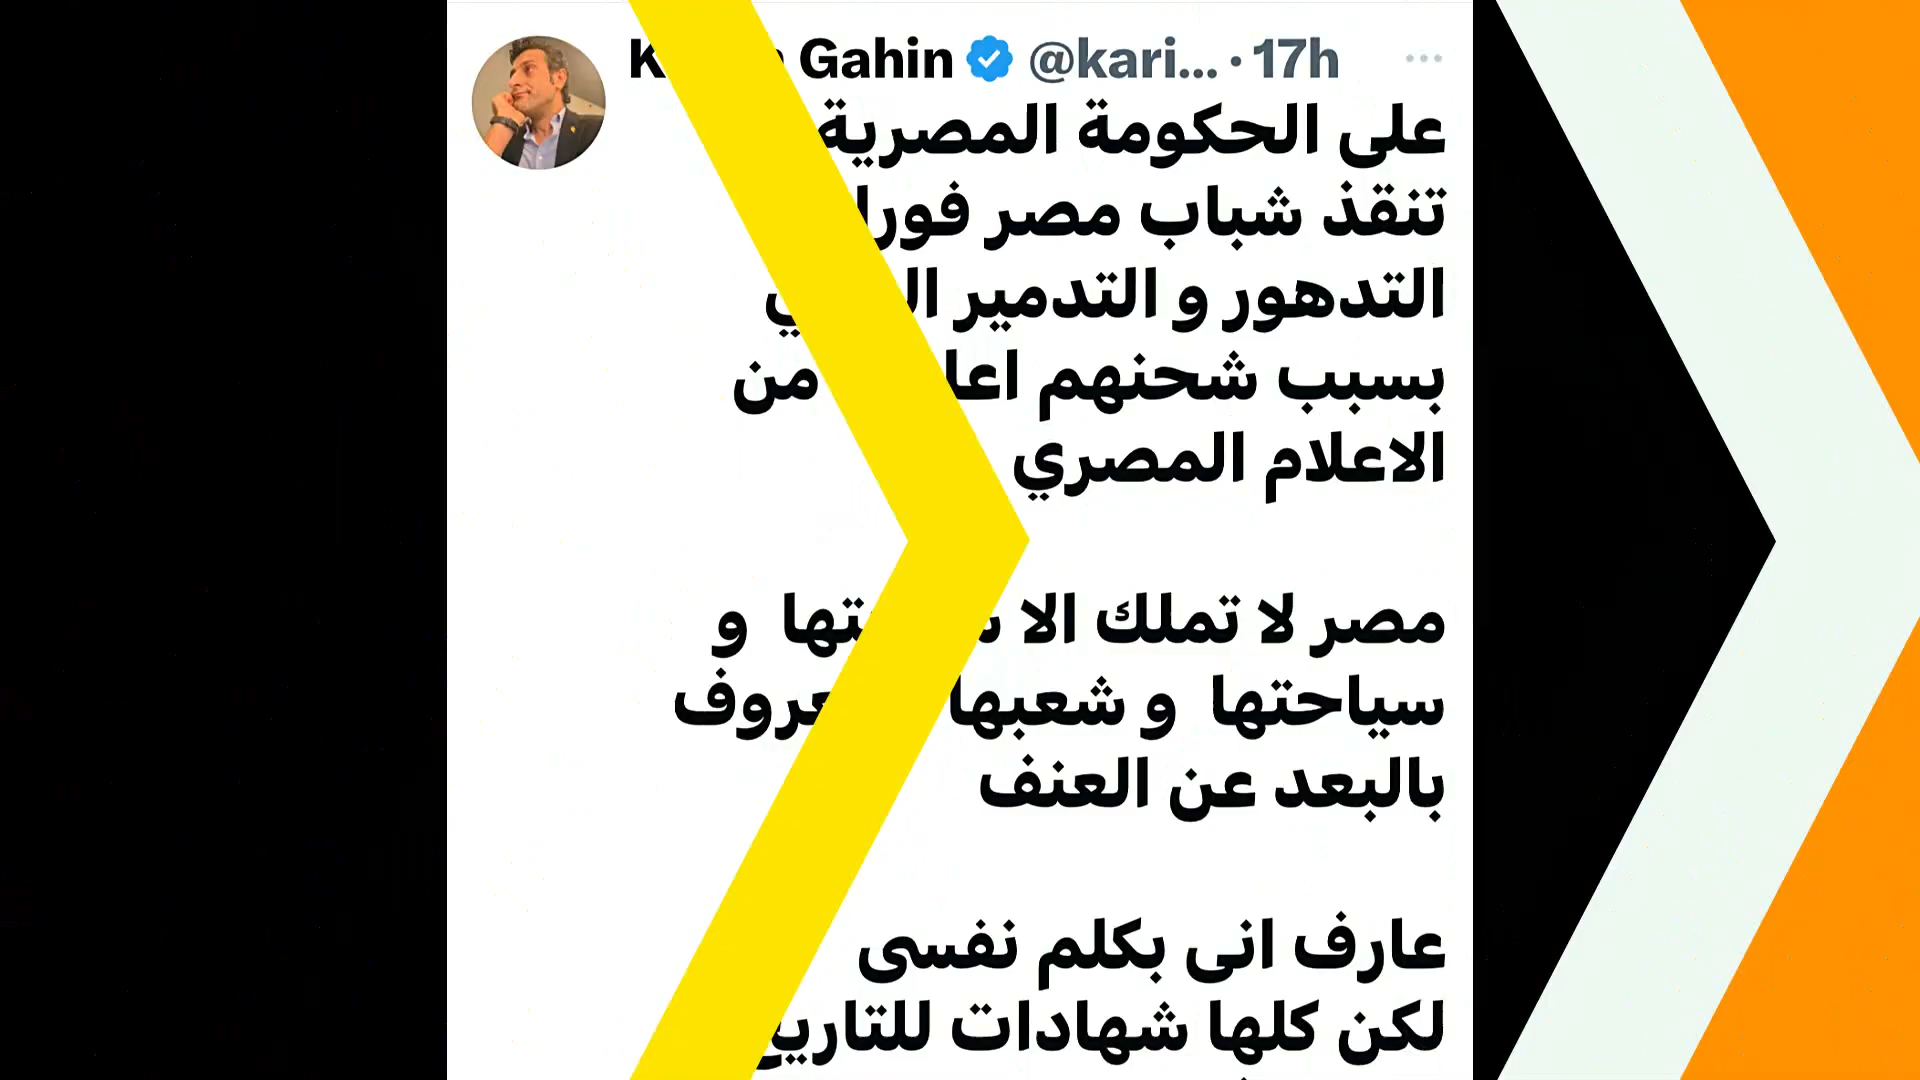 Gahin @kari... · 17h
على الحكومة المصرية
تنقذ شباب مصر فورا
التدهور و التدمير
بسبب شحنهم من
الاعلام المصري
مصر لا تملك الا و
سياحتها و شعبها
بالبعد عن العنف
عارف انى بكلم نفسى
لكن كلها شهادات للتاريخ